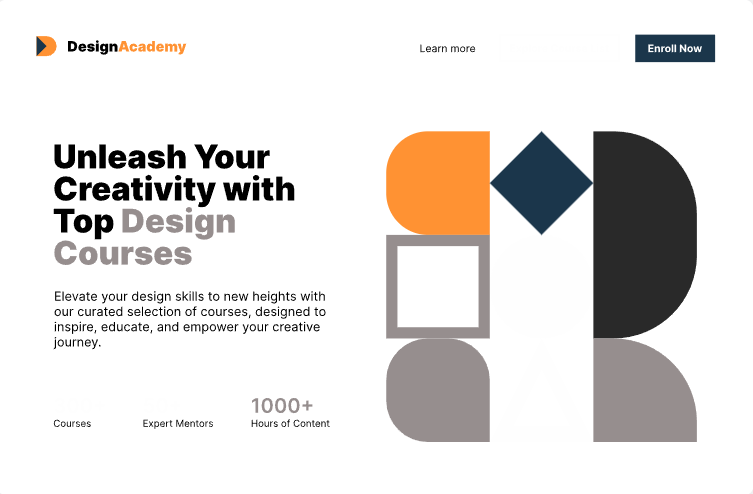 DesignAcademy
Learn more
Enroll Now
Unleash Your
Creativity with
Top Design
Courses
Elevate your design skills to new heights with
our curated selection of courses, designed to
inspire, educate, and empower your creative
journey.
1000+
Courses
Expert Mentors
Hours of Content